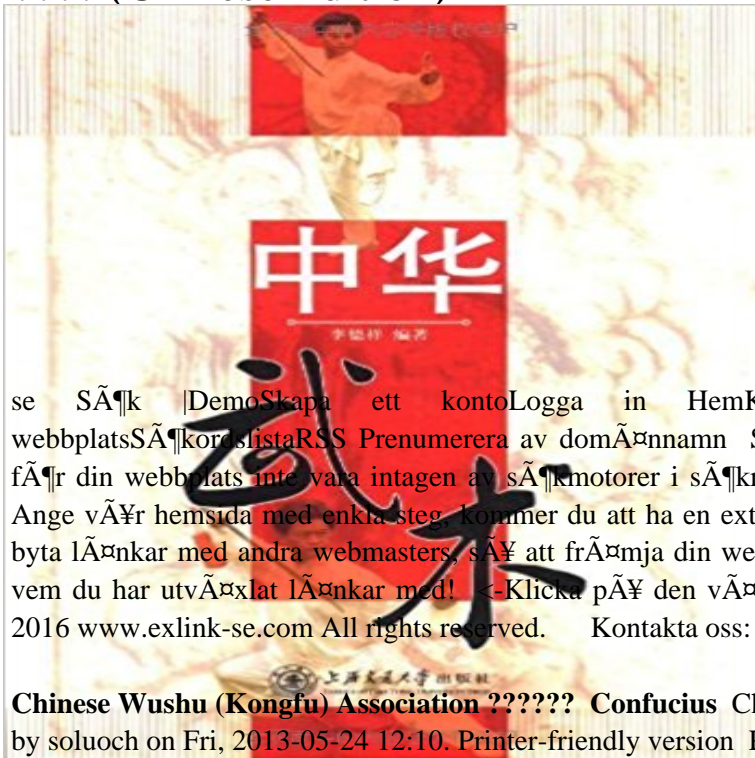 中华
李德祥 编著
武术
se SÃ¶k |DemoSkapa ett kontoLogga in HemK
webbplatsSÃ¶kordslistaRSS Prenumerera av domÃ¤nnamn S
fÃ¶r din webbplats inte vara intagen av sÃ¶kmotorer i sÃ¶kr
Ange vÃ¥r hemsida med enkla steg, kommer du att ha en ext
byta lÃ¤nkar med andra webmasters, sÃ¥ att frÃ¤mja din we
vem du har utvÃ¤xlat lÃ¤nkar med! <-Klicka pÃ¥ den vÃ¤
2016 www.exlink-se.com All rights reserved. Kontakta oss:
上海交通大学出版社
Chinese Wushu (Kongfu) Association ?????? Confucius Cl
by soluoch on Fri, 2013-05-24 12:10. Printer-friendly version